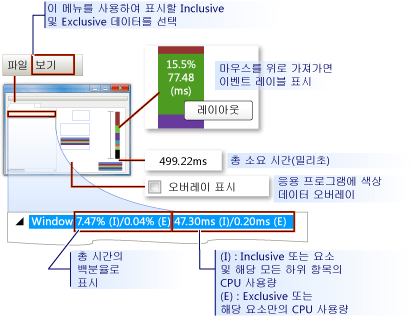 이 메뉴를 사용하여 표시할 Inclusive
및 Exclusive 데이터를 선택
파일 보기
15.5%
77.48
(ms)
레이아웃
마우스를 위로 가져가면
이벤트 레이블 표시
499.22ms
총 소요 시간(밀리초)
오버레이 표시
응용 프로그램에 색상
데이터 오버레이
Window 7.47% (I)/0.04% (E) 47.30ms (I)/0.20ms (E)
총 시간의
백분율로
표시
(I) : Inclusive 또는 요소
및 해당 모든 하위 항목의
CPU 사용량
(E) : Exclusive 또는
해당 요소만의 CPU 사용량